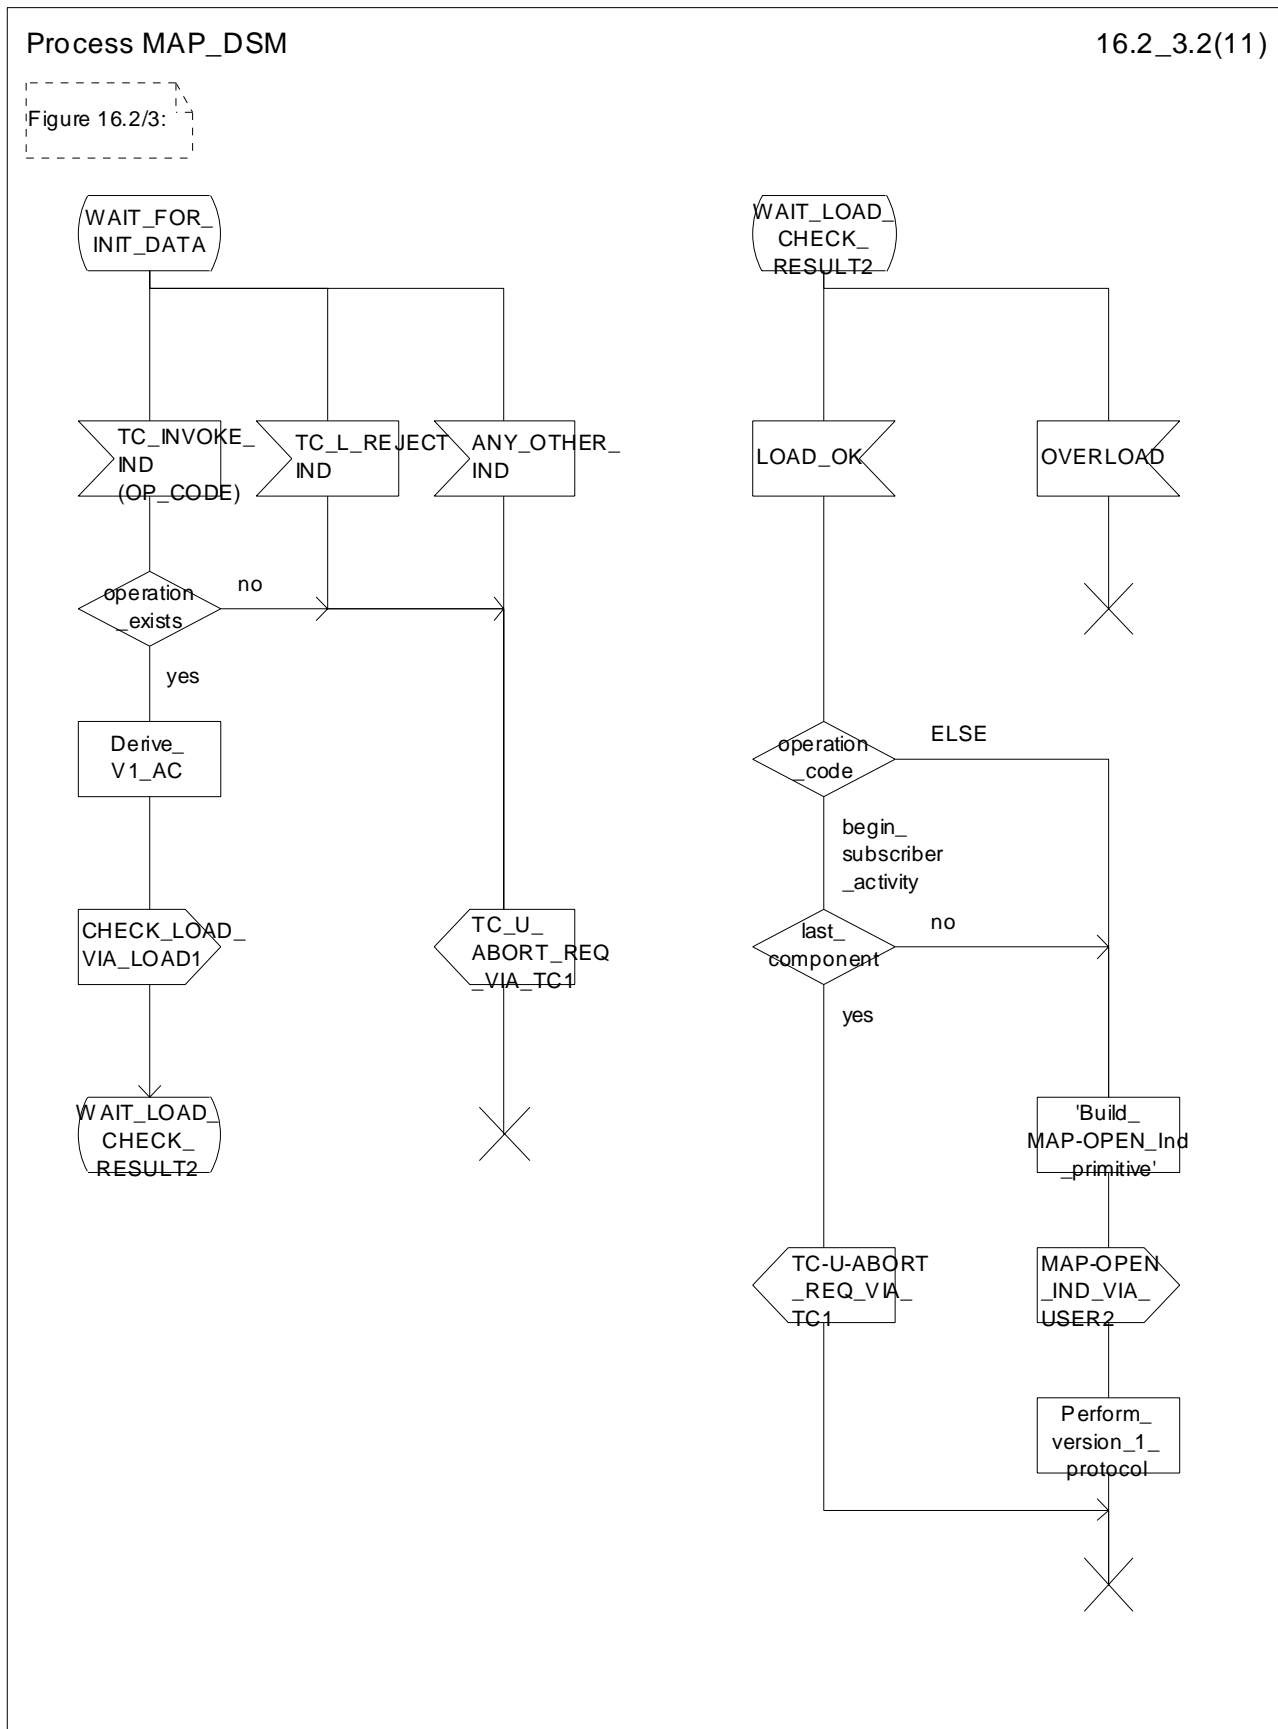 Process MAP_DSM
16.2_3.2(11)
Figure 16.2/3:
WAIT_FOR_
INIT_DATA
TC_INVOKE_
IND
(OP_CODE)
TC_L_REJECT
IND
ANY_OTHER_
IND
operation
_exists
no
yes
Derive_
V1_AC
CHECK_LOAD_
VIA_LOAD1
TC_U_
ABORT_REQ
_VIA_TC1
WAIT_LOAD_
CHECK_
RESULT2
WAIT_LOAD_
CHECK_
RESULT2
LOAD_OK
OVERLOAD
operation
_code
ELSE
begin_
subscriber
_activity
last_
component
no
yes
'Build_
MAP-OPEN_Ind
_primitive'
TC-U-ABORT
_REQ_VIA_
TC1
MAP-OPEN
_IND_VIA_
USER2
Perform_
version_1_
protocol